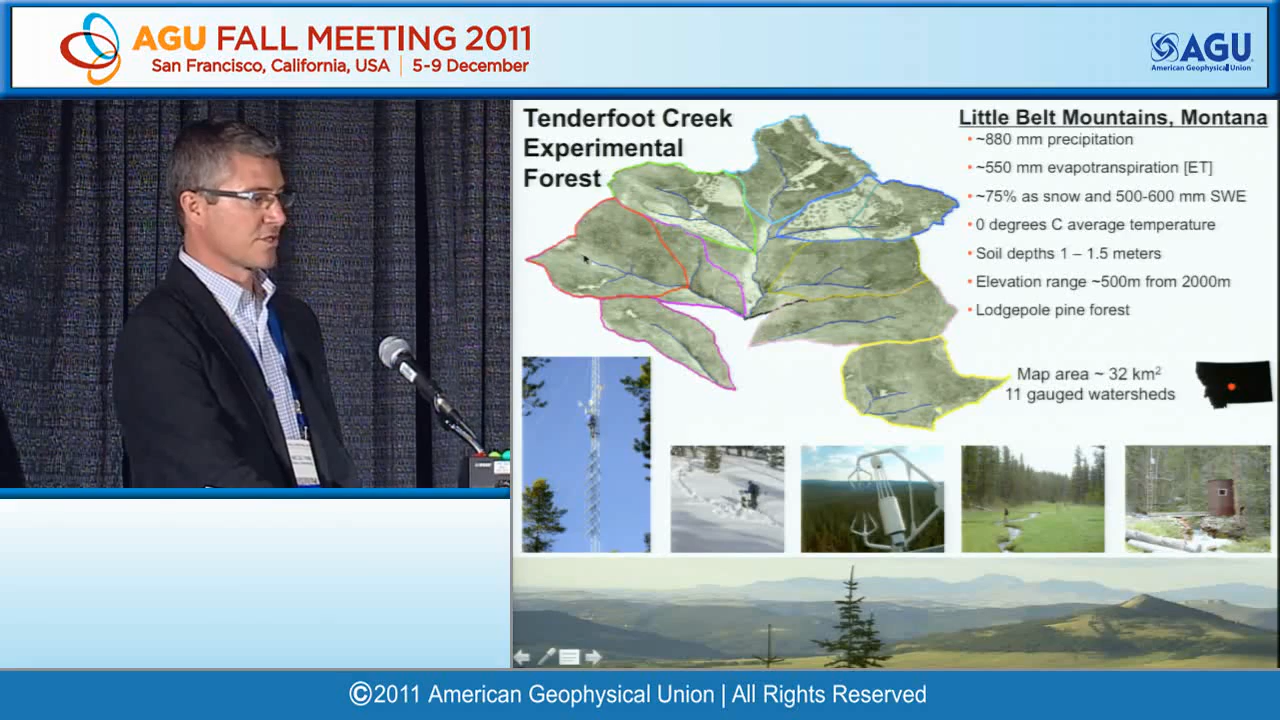 AGU FALL MEETING 2011
San Francisco, California, USA | 5-9 December
AGU
American Geophysical Union
Tenderfoot Creek
Experimental
Forest
Little Belt Mountains, Montana
• ~880 mm precipitation
• ~550 mm evapotranspiration [ET]
• ~75% as snow and 500-600 mm SWE
• 0 degrees C average temperature
• Soil depths 1 – 1.5 meters
• Elevation range ~500m from 2000m
• Lodgepole pine forest
Map area ~ 32 km²
11 gauged watersheds
©2011 American Geophysical Union | All Rights Reserved